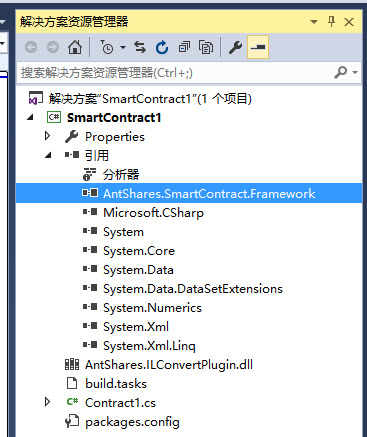 解决方案资源管理器
搜索解决方案资源管理器(Ctrl+;)
解决方案"SmartContract1"(1 个项目)
C# SmartContract1
Properties
引用
分析器
AntShares.SmartContract.Framework
Microsoft.CSharp
System
System.Core
System.Data
System.Data.DataSetExtensions
System.Numerics
System.Xml
System.Xml.Linq
AntShares.ILConvertPlugin.dll
build.tasks
C# Contract1.cs
packages.config